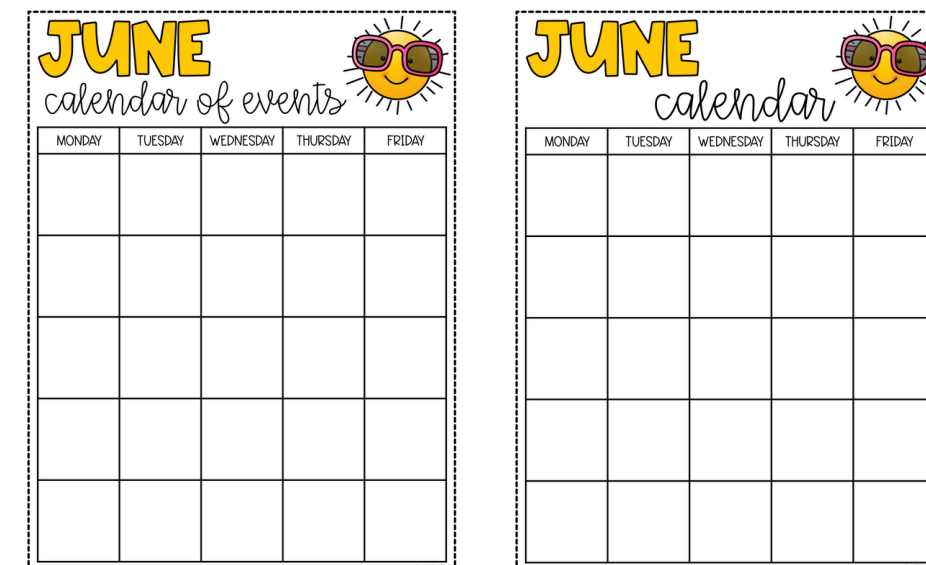 JUNE
calendar of events
MONDAY TUESDAY WEDNESDAY THURSDAY FRIDAY
JUNE
calendar
MONDAY TUESDAY WEDNESDAY THURSDAY FRIDAY